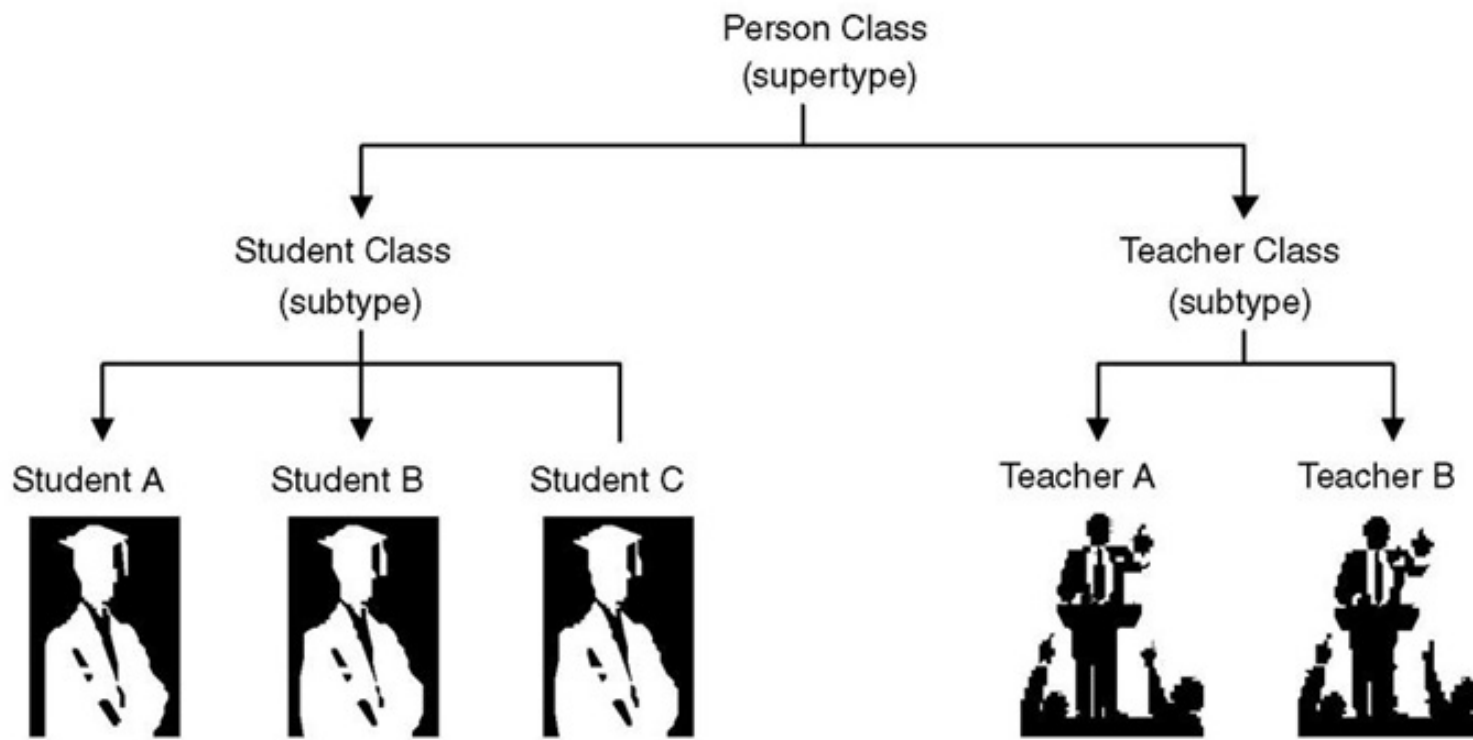 Person Class
(supertype)
Student Class
(subtype)
Teacher Class
(subtype)
Student A
Student B
Student C
Teacher A
Teacher B